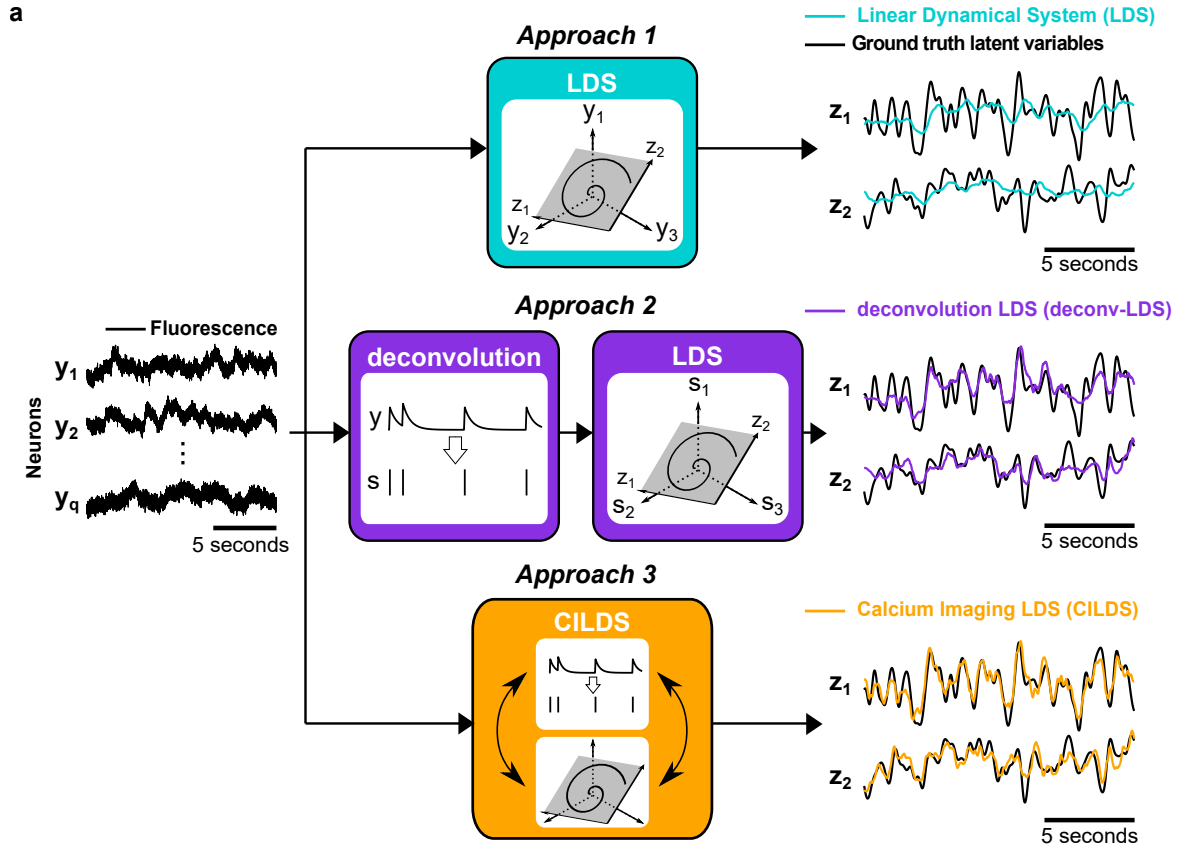 a
Approach 1
Linear Dynamical System (LDS)
Ground truth latent variables
LDS
y1
z2
z1
y2
y3
z1
z2
5 seconds
Fluorescence
Neurons
y1
y2
⋮
yq
5 seconds
Approach 2
deconvolution
y
s
LDS
s1
z2
z1
s2
s3
deconvolution LDS (deconv-LDS)
z1
z2
5 seconds
Approach 3
CILDS
Calcium Imaging LDS (CILDS)
z1
z2
5 seconds